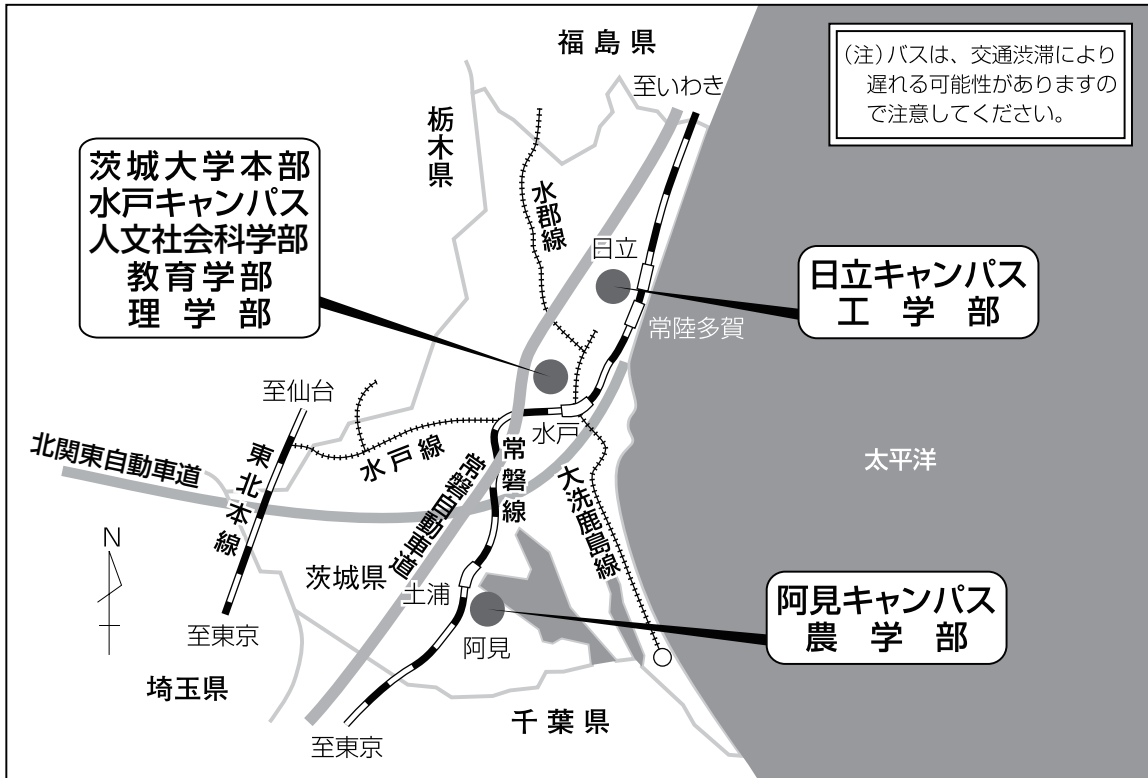 福島県
(注)バスは、交通渋滞により
遅れる可能性がありますの
で注意してください。
至いわき
栃木県
茨城大学本部
水戸キャンパス
人文社会科学部
教育学部
理学部
水郡線
日立
日立キャンパス
工学部
常陸多賀
至仙台
水戸
北関東自動車道
東北本線
水戸線
常磐自動車道
常磐線
大洗鹿島線
太平洋
N
茨城県
土浦
阿見
阿見キャンパス
農学部
至東京
埼玉県
千葉県
至東京